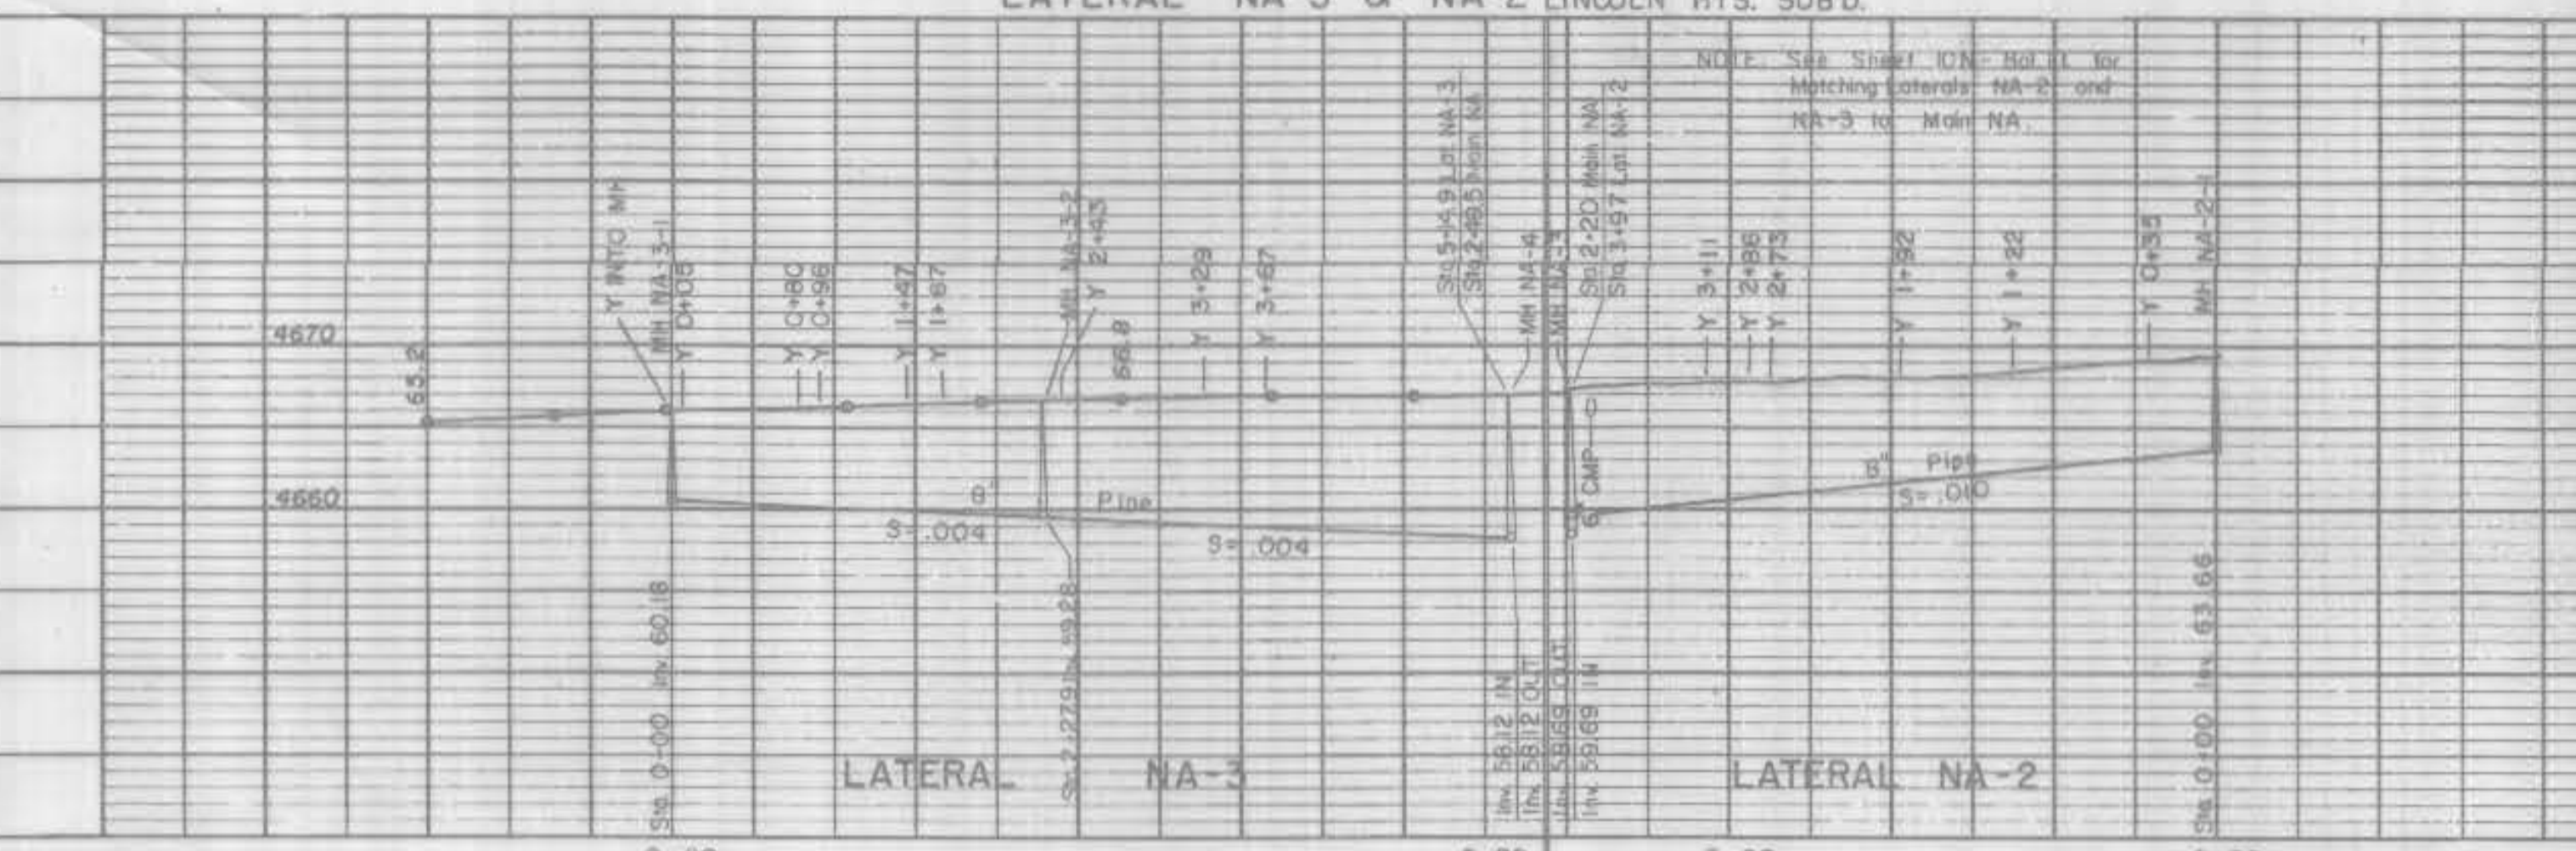 LATERAL NA-3 & NA-2 LINCOLN HTS. SUB'D.
NOTE: See Sheet 10N - for
Matching Laterals NA-2 and
NA-3 to Main NA.
4670
4660
65.2
Y INTO MH
MH NA-3-1
Y 0+05
Y 0+80
Y 0+96
Y 1+47
Y 1+67
MH NA-3-2
Y 2+43
66.8
Y 3+29
Y 3+67
Sta 5+14.9 Lat NA-3
Sta 2+48.5 Main NA
MH NA-4
MH NA-3
Sta 2+20 Main NA
Sta 3+97 Lat NA-2
Y 3+11
Y 2+86
Y 2+73
Y 1+92
Y 1+22
Y 0+35
MH NA-2-1
8" Pipe
S= .004
S= .004
6" CMP
8" Pipe
S= .010
Sta 0+00 Inv 60.18
Sta 2+27.9 Inv 59.28
Inv. 58.12 IN
Inv. 58.12 OUT
Inv. 58.69 OUT
Inv. 59.69 IN
Sta 0+00 Inv. 63.66
LATERAL NA-3
LATERAL NA-2